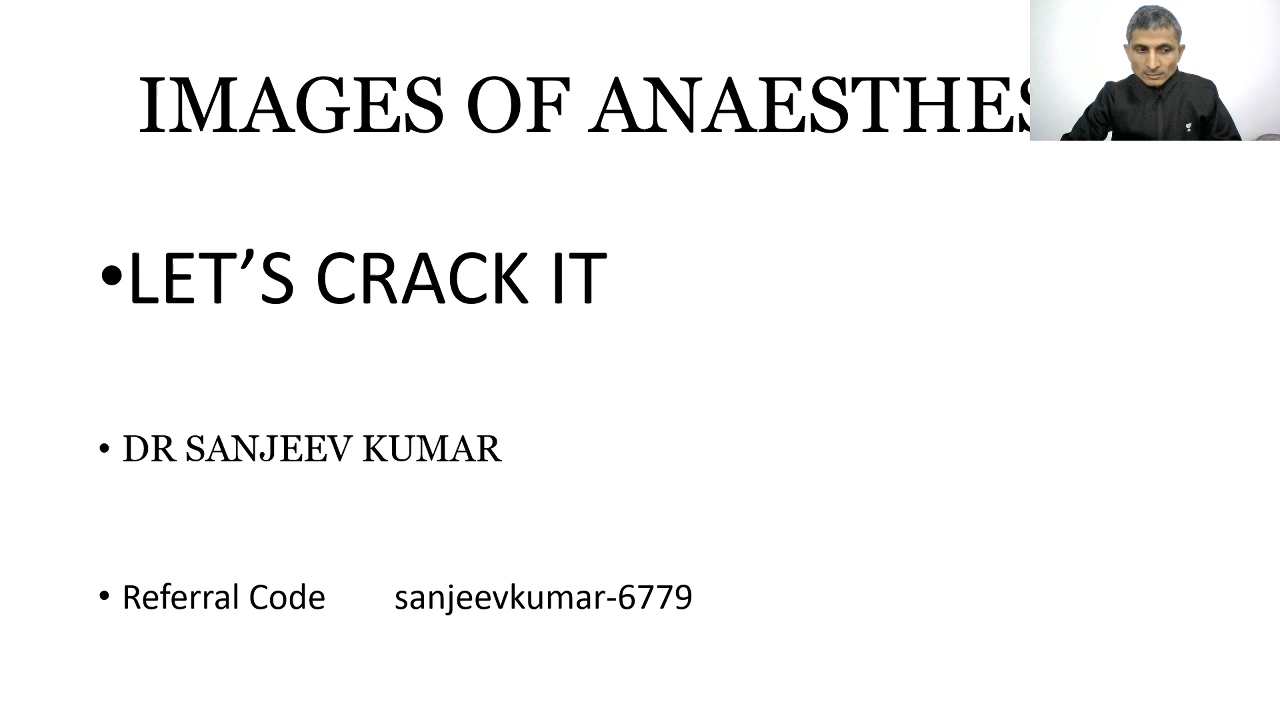 IMAGES OF ANAESTHES
•LET’S CRACK IT
• DR SANJEEV KUMAR
• Referral Code sanjeevkumar-6779